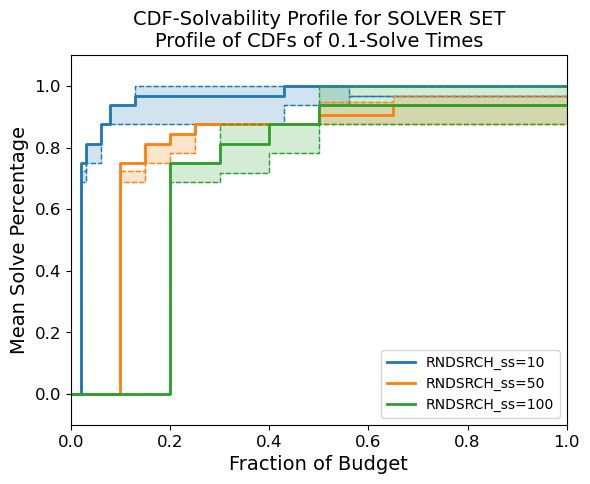 CDF-Solvability Profile for SOLVER SET
Profile of CDFs of 0.1-Solve Times
Mean Solve Percentage
1.0
0.8
0.6
0.4
0.2
0.0
RNDSRCH_ss=10
RNDSRCH_ss=50
RNDSRCH_ss=100
0.0 0.2 0.4 0.6 0.8 1.0
Fraction of Budget